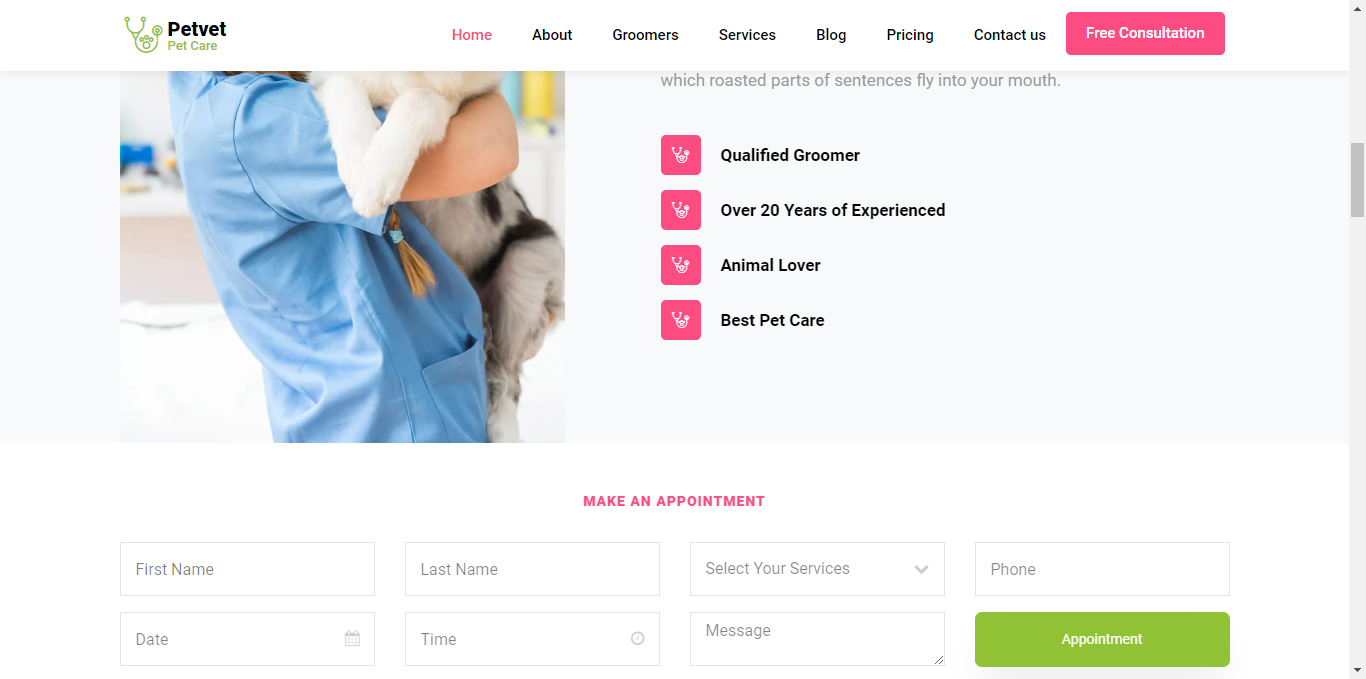 Petvet
Pet Care
Home
About
Groomers
Services
Blog
Pricing
Contact us
Free Consultation
which roasted parts of sentences fly into your mouth.
Qualified Groomer
Over 20 Years of Experienced
Animal Lover
Best Pet Care
MAKE AN APPOINTMENT
First Name
Last Name
Select Your Services
Phone
Date
Time
Message
Appointment